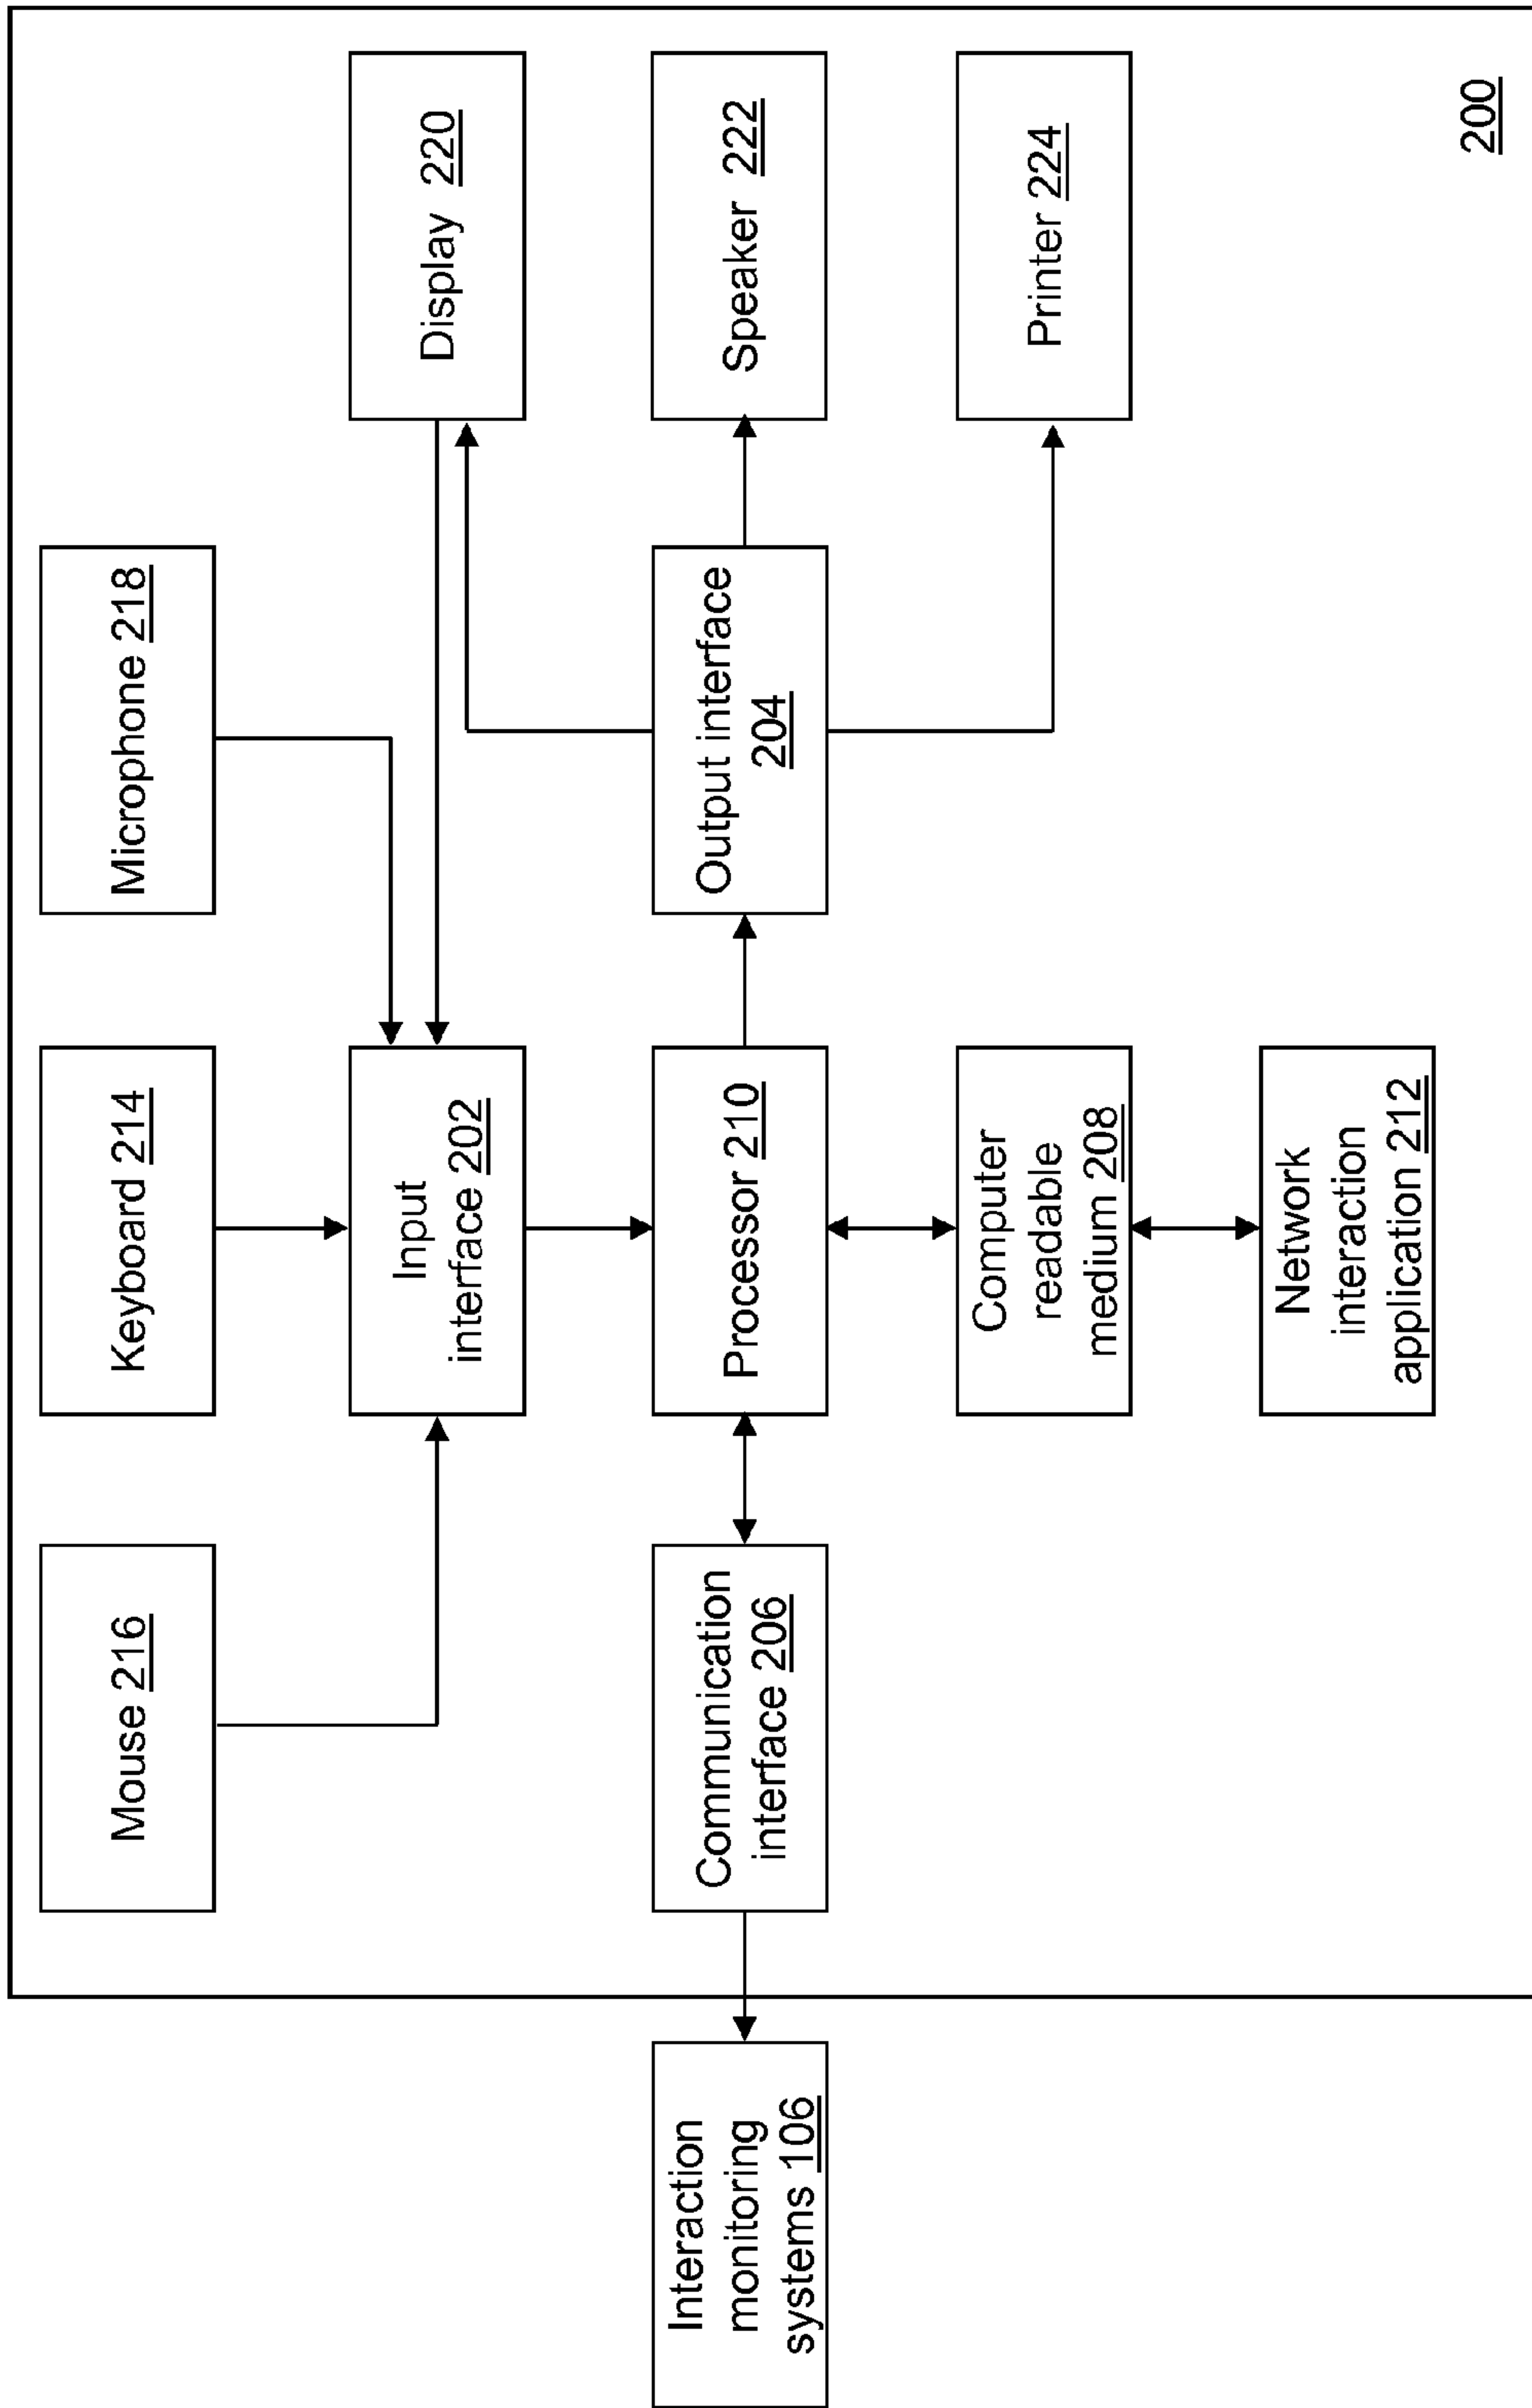 Mouse 216
Keyboard 214
Microphone 218
Input
interface 202
Display 220
Interaction
monitoring
systems 106
Communication
interface 206
Processor 210
Output interface
204
Speaker 222
Computer
readable
medium 208
Printer 224
Network
interaction
application 212
200